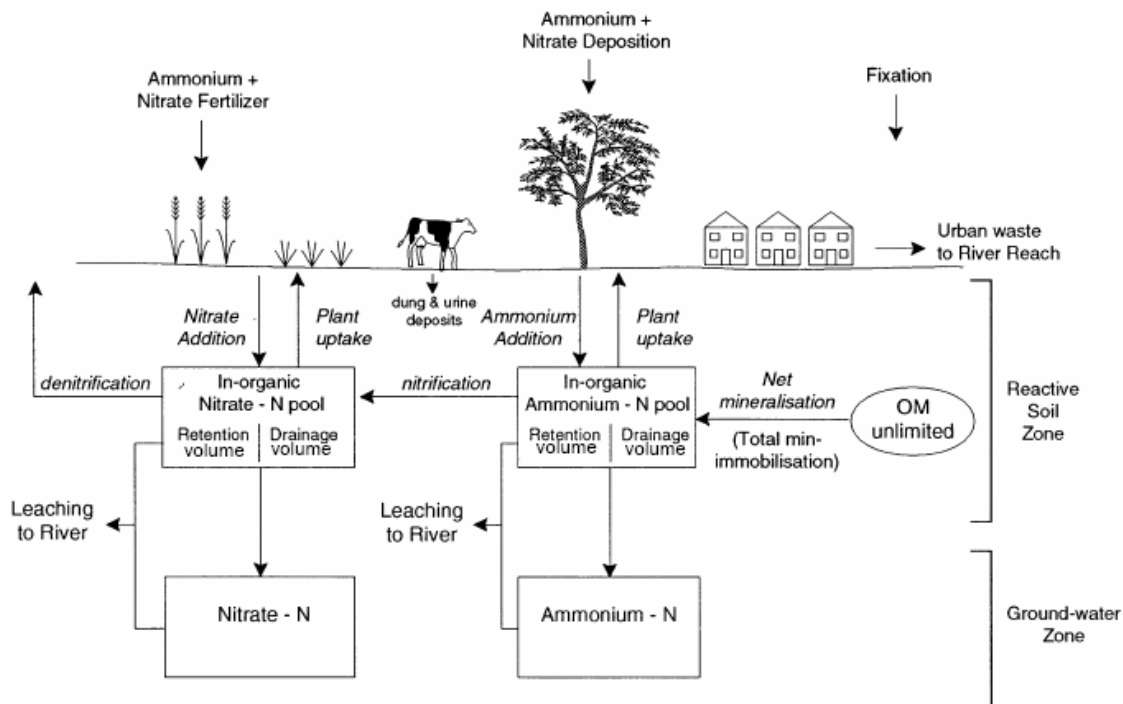 Ammonium +
Nitrate Deposition
Ammonium +
Nitrate Fertilizer
Fixation
Urban waste
to River Reach
dung & urine
deposits
Nitrate
Addition
Plant
uptake
Ammonium
Addition
Plant
uptake
denitrification
In-organic
Nitrate - N pool
Retention
volume
Drainage
volume
nitrification
In-organic
Ammonium - N pool
Retention
volume
Drainage
volume
Net
mineralisation
(Total min-
immobilisation)
OM
unlimited
Reactive
Soil
Zone
Leaching
to River
Leaching
to River
Nitrate - N
Ammonium - N
Ground-water
Zone